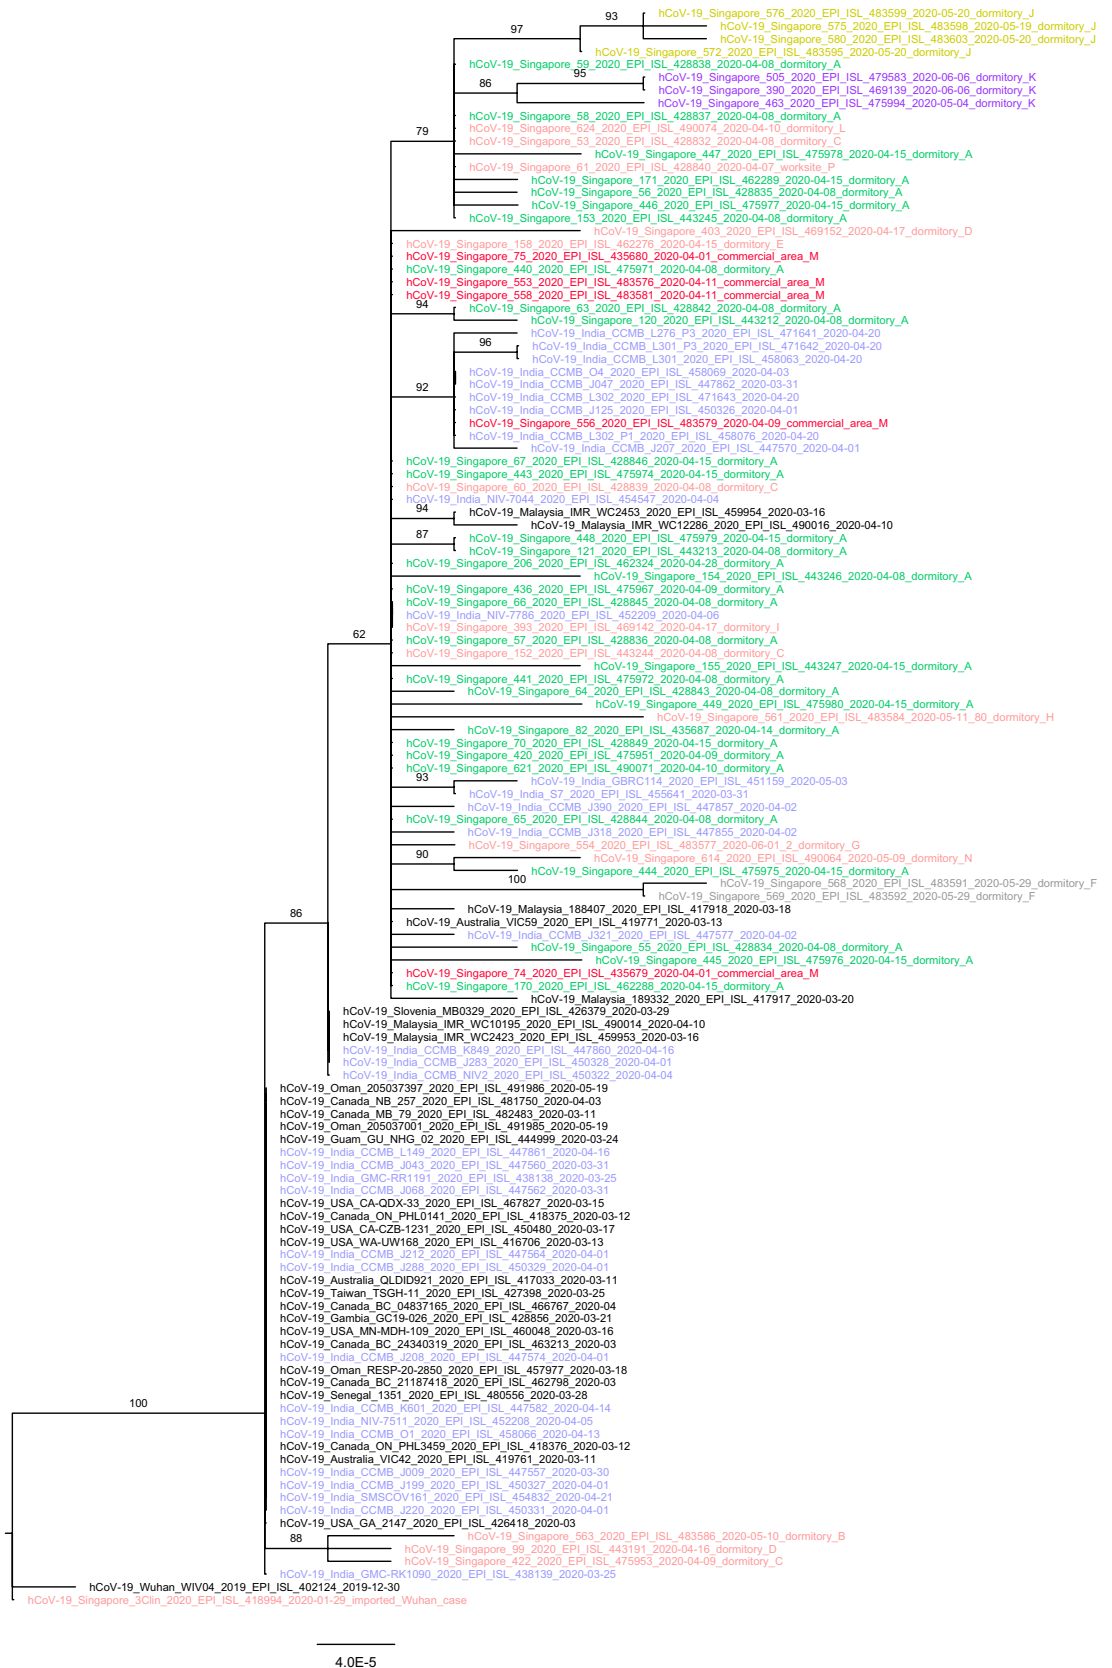 hCoV-19_Singapore_576_2020_EPI_ISL_483599_2020-05-20_dormitory_J
93
hCoV-19_Singapore_575_2020_EPI_ISL_483598_2020-05-19_dormitory_J
97
hCoV-19_Singapore_580_2020_EPI_ISL_483603_2020-05-20_dormitory_J
hCoV-19_Singapore_572_2020_EPI_ISL_483595_2020-05-20_dormitory_J
hCoV-19_Singapore_59_2020_EPI_ISL_428838_2020-04-08_dormitory_A
95
hCoV-19_Singapore_505_2020_EPI_ISL_479583_2020-06-06_dormitory_K
86
hCoV-19_Singapore_390_2020_EPI_ISL_469139_2020-06-06_dormitory_K
hCoV-19_Singapore_463_2020_EPI_ISL_475994_2020-05-04_dormitory_K
hCoV-19_Singapore_58_2020_EPI_ISL_428837_2020-04-08_dormitory_A
hCoV-19_Singapore_624_2020_EPI_ISL_490074_2020-04-10_dormitory_L
79
hCoV-19_Singapore_53_2020_EPI_ISL_428832_2020-04-08_dormitory_C
hCoV-19_Singapore_447_2020_EPI_ISL_475978_2020-04-15_dormitory_A
hCoV-19_Singapore_61_2020_EPI_ISL_428840_2020-04-07_worksite_P
hCoV-19_Singapore_171_2020_EPI_ISL_462289_2020-04-15_dormitory_A
hCoV-19_Singapore_56_2020_EPI_ISL_428835_2020-04-08_dormitory_A
hCoV-19_Singapore_446_2020_EPI_ISL_475977_2020-04-15_dormitory_A
hCoV-19_Singapore_153_2020_EPI_ISL_443245_2020-04-08_dormitory_A
hCoV-19_Singapore_403_2020_EPI_ISL_469152_2020-04-17_dormitory_D
hCoV-19_Singapore_158_2020_EPI_ISL_462276_2020-04-15_dormitory_E
hCoV-19_Singapore_75_2020_EPI_ISL_435680_2020-04-01_commercial_area_M
hCoV-19_Singapore_440_2020_EPI_ISL_475971_2020-04-08_dormitory_A
hCoV-19_Singapore_553_2020_EPI_ISL_483576_2020-04-11_commercial_area_M
hCoV-19_Singapore_558_2020_EPI_ISL_483581_2020-04-11_commercial_area_M
94
hCoV-19_Singapore_63_2020_EPI_ISL_428842_2020-04-08_dormitory_A
hCoV-19_Singapore_120_2020_EPI_ISL_443212_2020-04-08_dormitory_A
hCoV-19_India_CCMB_L276_P3_2020_EPI_ISL_471641_2020-04-20
96
hCoV-19_India_CCMB_L301_P3_2020_EPI_ISL_471642_2020-04-20
hCoV-19_India_CCMB_L301_2020_EPI_ISL_458063_2020-04-20
hCoV-19_India_CCMB_O4_2020_EPI_ISL_458069_2020-04-03
92
hCoV-19_India_CCMB_J047_2020_EPI_ISL_447862_2020-03-31
hCoV-19_India_CCMB_L302_2020_EPI_ISL_471643_2020-04-20
hCoV-19_India_CCMB_J125_2020_EPI_ISL_450326_2020-04-01
hCoV-19_Singapore_556_2020_EPI_ISL_483579_2020-04-09_commercial_area_M
hCoV-19_India_CCMB_L302_P1_2020_EPI_ISL_458076_2020-04-20
hCoV-19_India_CCMB_J207_2020_EPI_ISL_447570_2020-04-01
hCoV-19_Singapore_67_2020_EPI_ISL_428846_2020-04-15_dormitory_A
hCoV-19_Singapore_443_2020_EPI_ISL_475974_2020-04-15_dormitory_A
hCoV-19_Singapore_60_2020_EPI_ISL_428839_2020-04-08_dormitory_C
hCoV-19_India_NIV-7044_2020_EPI_ISL_454547_2020-04-04
94
hCoV-19_Malaysia_IMR_WC2453_2020_EPI_ISL_459954_2020-03-16
hCoV-19_Malaysia_IMR_WC12286_2020_EPI_ISL_490016_2020-04-10
87
hCoV-19_Singapore_448_2020_EPI_ISL_475979_2020-04-15_dormitory_A
hCoV-19_Singapore_121_2020_EPI_ISL_443213_2020-04-08_dormitory_A
hCoV-19_Singapore_206_2020_EPI_ISL_462324_2020-04-28_dormitory_A
hCoV-19_Singapore_154_2020_EPI_ISL_443246_2020-04-08_dormitory_A
hCoV-19_Singapore_436_2020_EPI_ISL_475967_2020-04-09_dormitory_A
hCoV-19_Singapore_66_2020_EPI_ISL_428845_2020-04-08_dormitory_A
hCoV-19_India_NIV-7786_2020_EPI_ISL_452209_2020-04-06
hCoV-19_Singapore_393_2020_EPI_ISL_469142_2020-04-17_dormitory_I
62
hCoV-19_Singapore_57_2020_EPI_ISL_428836_2020-04-08_dormitory_A
hCoV-19_Singapore_152_2020_EPI_ISL_443244_2020-04-08_dormitory_C
hCoV-19_Singapore_155_2020_EPI_ISL_443247_2020-04-15_dormitory_A
hCoV-19_Singapore_441_2020_EPI_ISL_475972_2020-04-08_dormitory_A
hCoV-19_Singapore_64_2020_EPI_ISL_428843_2020-04-08_dormitory_A
hCoV-19_Singapore_449_2020_EPI_ISL_475980_2020-04-15_dormitory_A
hCoV-19_Singapore_561_2020_EPI_ISL_483584_2020-05-11_80_dormitory_H
hCoV-19_Singapore_82_2020_EPI_ISL_435687_2020-04-14_dormitory_A
hCoV-19_Singapore_70_2020_EPI_ISL_428849_2020-04-15_dormitory_A
hCoV-19_Singapore_420_2020_EPI_ISL_475951_2020-04-09_dormitory_A
hCoV-19_Singapore_621_2020_EPI_ISL_490071_2020-04-10_dormitory_A
93
hCoV-19_India_GBRC114_2020_EPI_ISL_451159_2020-05-03
hCoV-19_India_S7_2020_EPI_ISL_455641_2020-03-31
hCoV-19_India_CCMB_J390_2020_EPI_ISL_447857_2020-04-02
hCoV-19_Singapore_65_2020_EPI_ISL_428844_2020-04-08_dormitory_A
hCoV-19_India_CCMB_J318_2020_EPI_ISL_447855_2020-04-02
hCoV-19_Singapore_554_2020_EPI_ISL_483577_2020-06-01_2_dormitory_G
90
hCoV-19_Singapore_614_2020_EPI_ISL_490064_2020-05-09_dormitory_N
hCoV-19_Singapore_444_2020_EPI_ISL_475975_2020-04-15_dormitory_A
100
hCoV-19_Singapore_568_2020_EPI_ISL_483591_2020-05-29_dormitory_F
hCoV-19_Singapore_569_2020_EPI_ISL_483592_2020-05-29_dormitory_F
hCoV-19_Malaysia_188407_2020_EPI_ISL_417918_2020-03-18
86
hCoV-19_Australia_VIC59_2020_EPI_ISL_419771_2020-03-13
hCoV-19_India_CCMB_J321_2020_EPI_ISL_447577_2020-04-02
hCoV-19_Singapore_55_2020_EPI_ISL_428834_2020-04-08_dormitory_A
hCoV-19_Singapore_445_2020_EPI_ISL_475976_2020-04-15_dormitory_A
hCoV-19_Singapore_74_2020_EPI_ISL_435679_2020-04-01_commercial_area_M
hCoV-19_Singapore_170_2020_EPI_ISL_462288_2020-04-15_dormitory_A
hCoV-19_Malaysia_189332_2020_EPI_ISL_417917_2020-03-20
hCoV-19_Slovenia_MB0329_2020_EPI_ISL_426379_2020-03-29
hCoV-19_Malaysia_IMR_WC10195_2020_EPI_ISL_490014_2020-04-10
hCoV-19_Malaysia_IMR_WC2423_2020_EPI_ISL_459953_2020-03-16
hCoV-19_India_CCMB_K849_2020_EPI_ISL_447860_2020-04-16
hCoV-19_India_CCMB_J283_2020_EPI_ISL_450328_2020-04-01
hCoV-19_India_CCMB_NIV2_2020_EPI_ISL_450322_2020-04-04
hCoV-19_Oman_205037397_2020_EPI_ISL_491986_2020-05-19
hCoV-19_Canada_NB_257_2020_EPI_ISL_481750_2020-04-03
hCoV-19_Canada_MB_79_2020_EPI_ISL_482483_2020-03-11
hCoV-19_Oman_205037001_2020_EPI_ISL_491985_2020-05-19
hCoV-19_Guam_GU_NHG_02_2020_EPI_ISL_444999_2020-03-24
hCoV-19_India_CCMB_L149_2020_EPI_ISL_447861_2020-04-16
hCoV-19_India_CCMB_J043_2020_EPI_ISL_447560_2020-03-31
hCoV-19_India_GMC-RR1191_2020_EPI_ISL_438138_2020-03-25
hCoV-19_India_CCMB_J068_2020_EPI_ISL_447562_2020-03-31
hCoV-19_USA_CA-QDX-33_2020_EPI_ISL_467827_2020-03-15
hCoV-19_Canada_ON_PHL0141_2020_EPI_ISL_418375_2020-03-12
hCoV-19_USA_CA-CZB-1231_2020_EPI_ISL_450480_2020-03-17
hCoV-19_USA_WA-UW168_2020_EPI_ISL_416706_2020-03-13
hCoV-19_India_CCMB_J212_2020_EPI_ISL_447564_2020-04-01
hCoV-19_India_CCMB_J288_2020_EPI_ISL_450329_2020-04-01
hCoV-19_Australia_QLDID921_2020_EPI_ISL_417033_2020-03-11
hCoV-19_Taiwan_TSGH-11_2020_EPI_ISL_427398_2020-03-25
hCoV-19_Canada_BC_04837165_2020_EPI_ISL_466767_2020-04
hCoV-19_Gambia_GC19-026_2020_EPI_ISL_428856_2020-03-21
hCoV-19_USA_MN-MDH-109_2020_EPI_ISL_460048_2020-03-16
hCoV-19_Canada_BC_24340319_2020_EPI_ISL_463213_2020-03
hCoV-19_India_CCMB_J208_2020_EPI_ISL_447574_2020-04-01
hCoV-19_Oman_RESP-20-2850_2020_EPI_ISL_457977_2020-03-18
hCoV-19_Canada_BC_21187418_2020_EPI_ISL_462798_2020-03
hCoV-19_Senegal_1351_2020_EPI_ISL_480556_2020-03-28
100
hCoV-19_India_CCMB_K601_2020_EPI_ISL_447582_2020-04-14
hCoV-19_India_NIV-7511_2020_EPI_ISL_452208_2020-04-05
hCoV-19_India_CCMB_O1_2020_EPI_ISL_458066_2020-04-13
hCoV-19_Canada_ON_PHL3459_2020_EPI_ISL_418376_2020-03-12
hCoV-19_Australia_VIC42_2020_EPI_ISL_419761_2020-03-11
hCoV-19_India_CCMB_J009_2020_EPI_ISL_447557_2020-03-30
hCoV-19_India_CCMB_J199_2020_EPI_ISL_450327_2020-04-01
hCoV-19_India_SMSCOV161_2020_EPI_ISL_454832_2020-04-21
hCoV-19_India_CCMB_J220_2020_EPI_ISL_450331_2020-04-01
hCoV-19_USA_GA_2147_2020_EPI_ISL_426418_2020-03
88
hCoV-19_Singapore_563_2020_EPI_ISL_483586_2020-05-10_dormitory_B
hCoV-19_Singapore_99_2020_EPI_ISL_443191_2020-04-16_dormitory_D
hCoV-19_Singapore_422_2020_EPI_ISL_475953_2020-04-09_dormitory_C
hCoV-19_India_GMC-RK1090_2020_EPI_ISL_438139_2020-03-25
hCoV-19_Wuhan_WIV04_2019_EPI_ISL_402124_2019-12-30
hCoV-19_Singapore_3Clin_2020_EPI_ISL_418994_2020-01-29_imported_Wuhan_case
4.0E-5